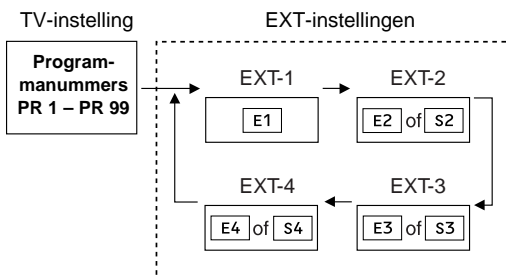 TV-instelling
EXT-instellingen
Program-
manummers
PR 1 – PR 99
EXT-1
EXT-2
E1
E2 of S2
EXT-4
EXT-3
E4 of S4
E3 of S3